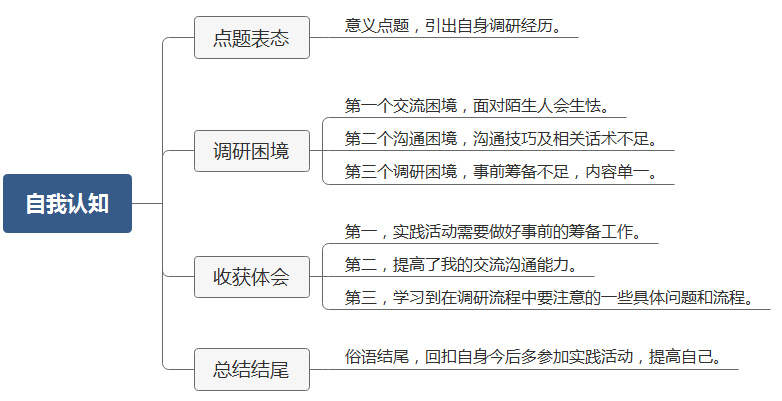 自我认知
点题表态
意义点题，引出自身调研经历。
调研困境
第一个交流困境，面对陌生人会生怯。
第二个沟通困境，沟通技巧及相关话术不足。
第三个调研困境，事前筹备不足，内容单一。
收获体会
第一，实践活动需要做好事前的筹备工作。
第二，提高了我的交流沟通能力。
第三，学习到在调研流程中要注意的一些具体问题和流程。
总结结尾
俗语结尾，回扣自身今后多参加实践活动，提高自己。